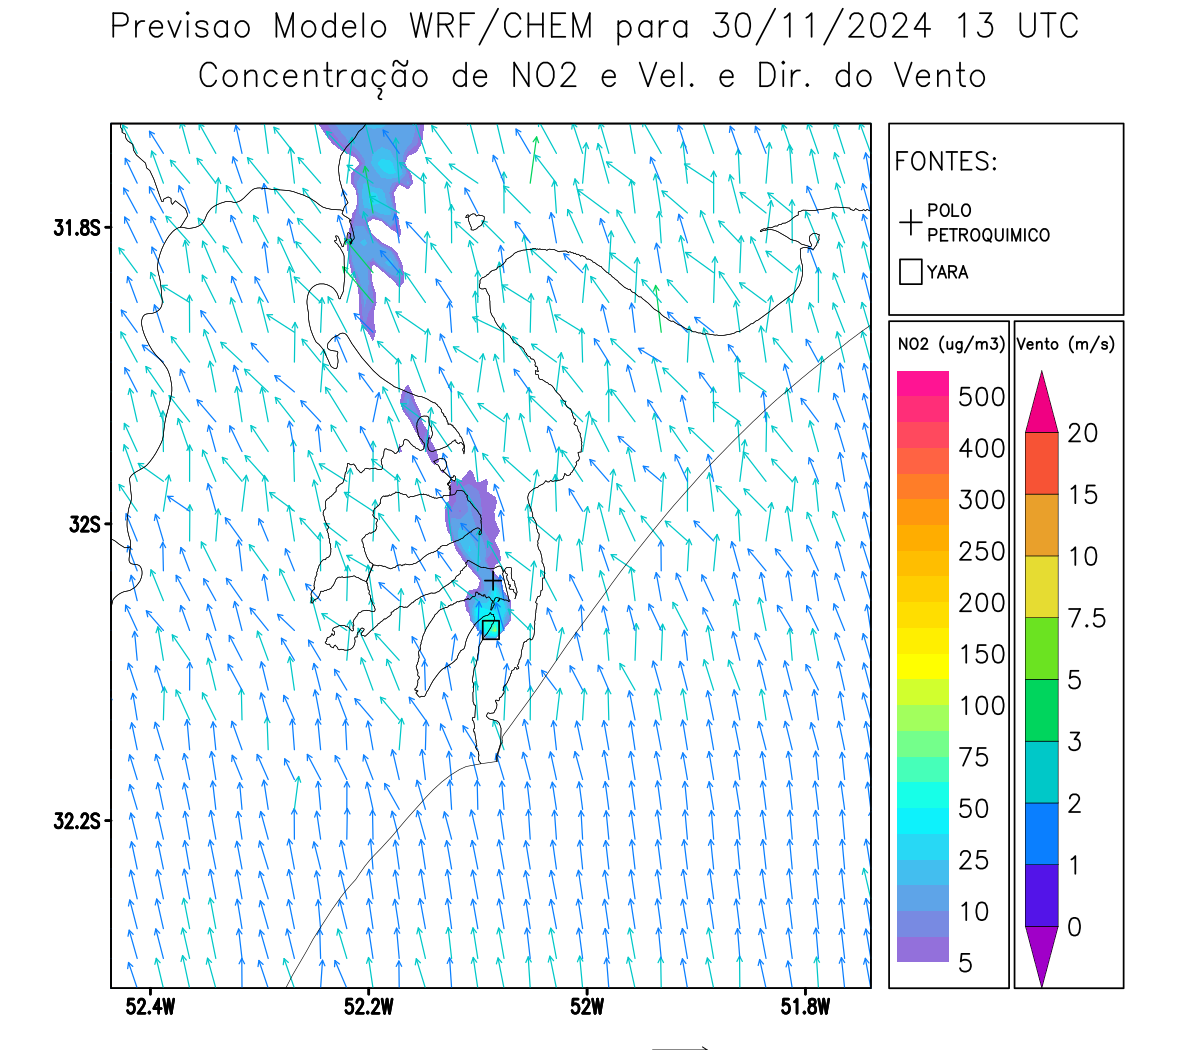 Previsao Modelo WRF/CHEM para 30/11/2024 13 UTC
Concentração de NO2 e Vel. e Dir. do Vento
FONTES:
POLO
PETROQUIMICO
YARA
31.8S
32S
32.2S
52.4W
52.2W
52W
51.8W
NO2 (ug/m3)
500
400
300
250
200
150
100
75
50
25
10
5
Vento (m/s)
20
15
10
7.5
5
3
2
1
0